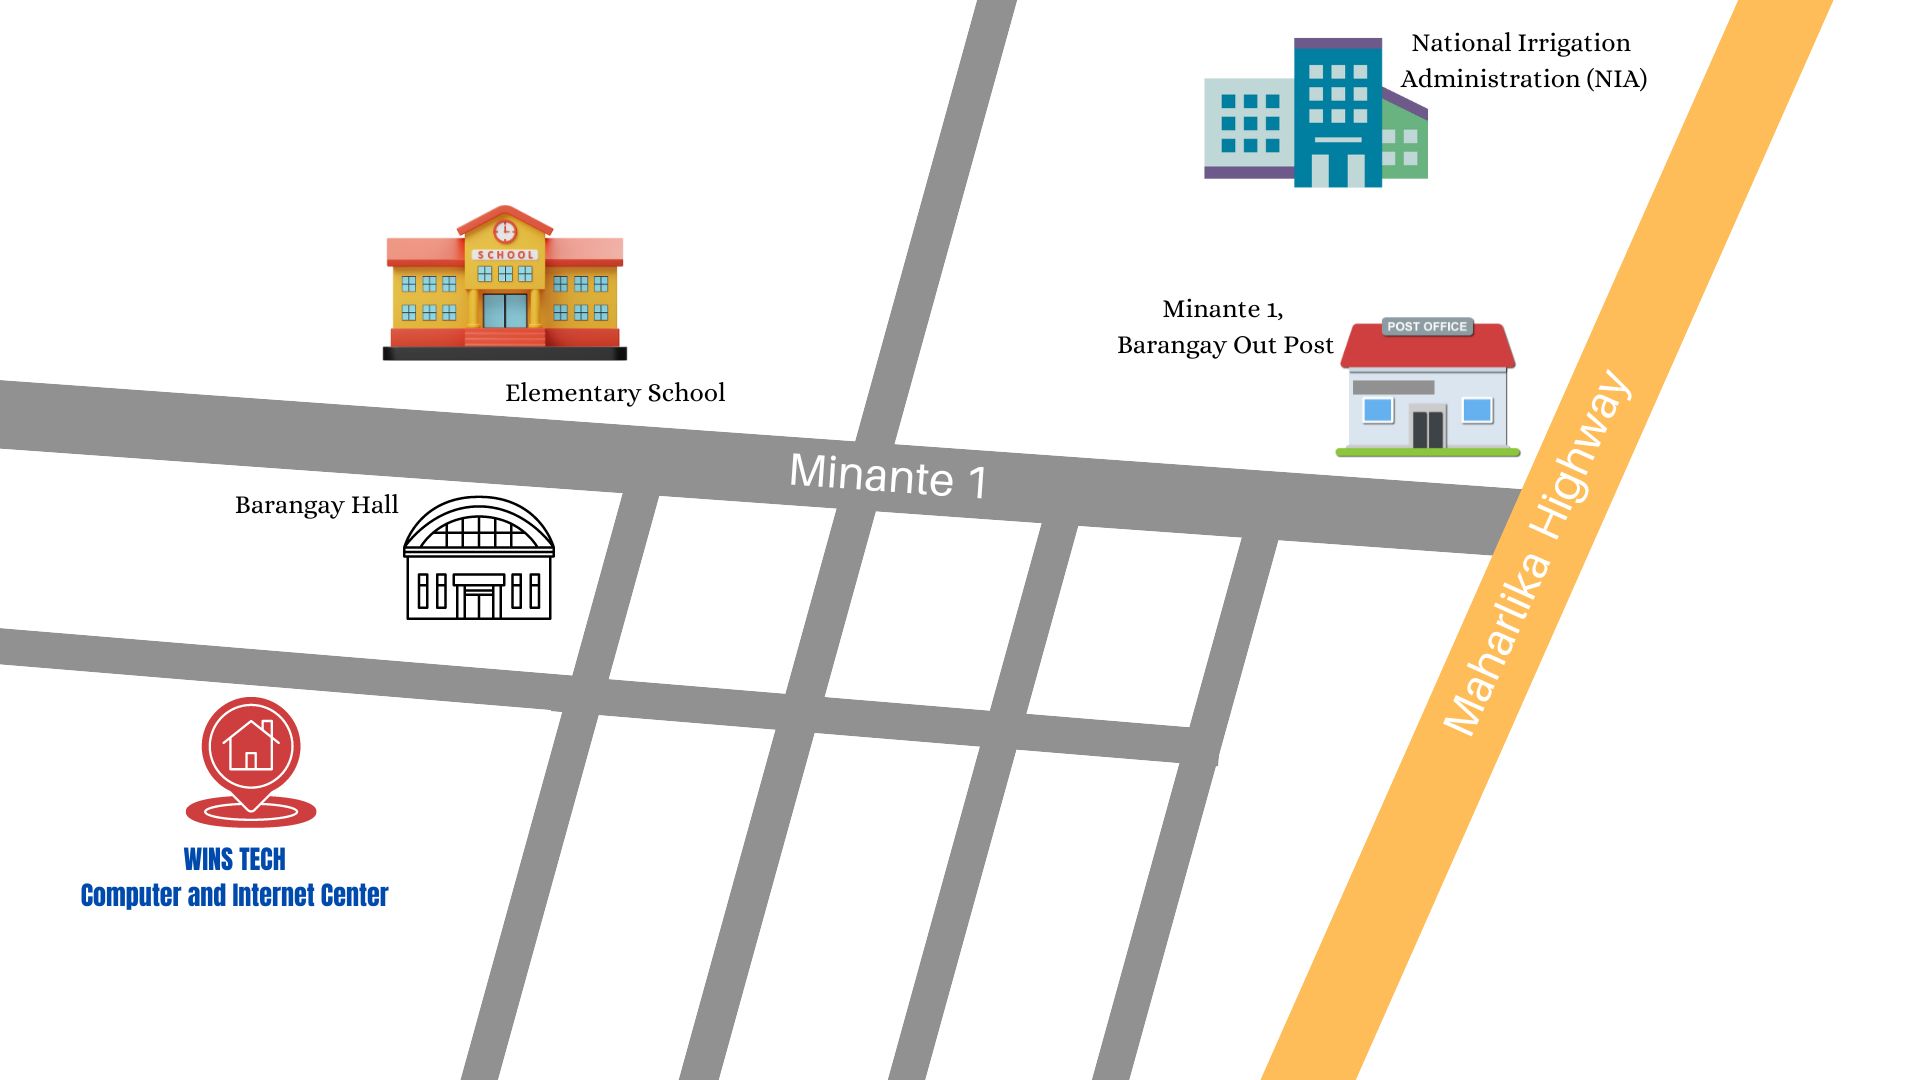 National Irrigation
Administration (NIA)
SCHOOL
Minante 1,
Barangay Out Post
POST OFFICE
Elementary School
Minante 1
Maharlika Highway
Barangay Hall
WINS TECH
Computer and Internet Center